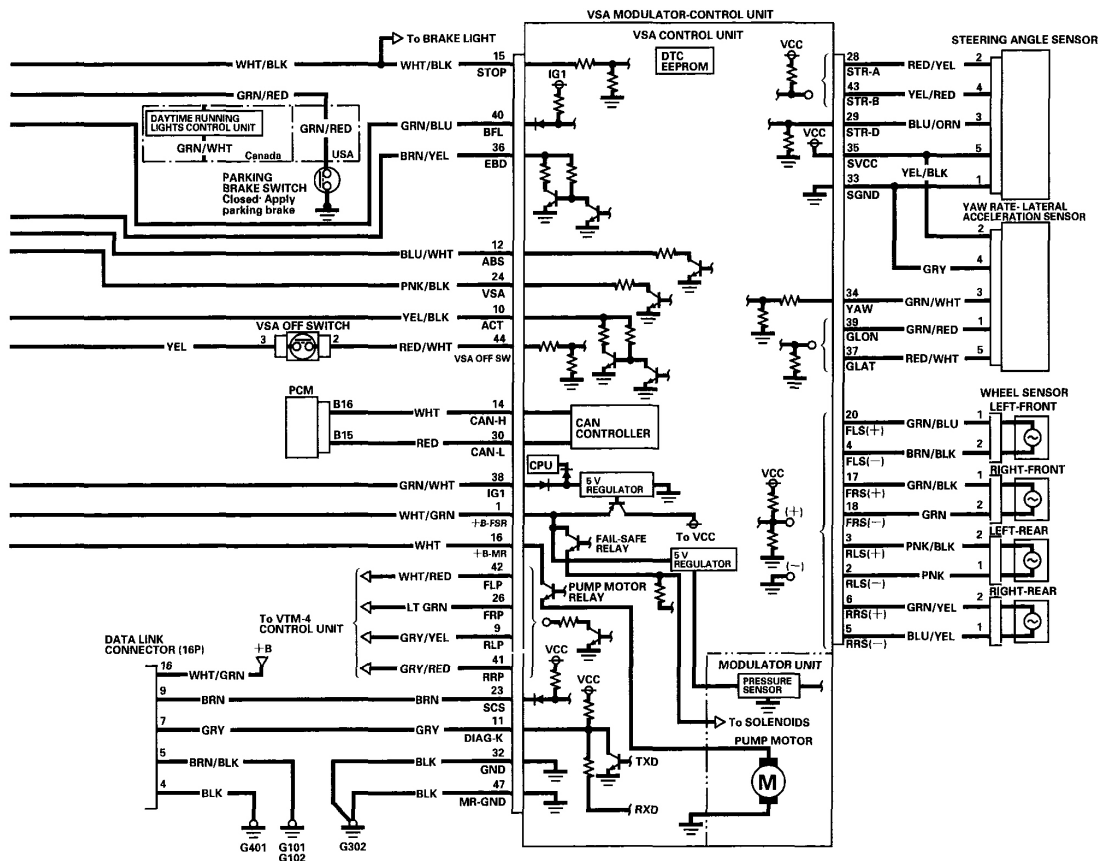 VSA MODULATOR-CONTROL UNIT
VSA CONTROL UNIT
DTC
EEPROM
To BRAKE LIGHT
WHT/BLK
WHT/BLK
15
STOP
IG1
GRN/RED
DAYTIME RUNNING
LIGHTS CONTROL UNIT
GRN/WHT
Canada
GRN/RED
USA
GRN/BLU
40
BFL
BRN/YEL
36
EBD
PARKING
BRAKE SWITCH
Closed· Apply
parking brake
BLU/WHT
12
ABS
PNK/BLK
24
VSA
YEL/BLK
10
ACT
VSA OFF SWITCH
YEL
3
2
RED/WHT
44
VSA OFF SW
PCM
B16
WHT
14
CAN-H
B15
RED
30
CAN-L
CAN
CONTROLLER
GRN/WHT
38
IG1
CPU
5 V
REGULATOR
WHT/GRN
1
+B-FSR
To VCC
WHT
16
+B-MR
FAIL-SAFE
RELAY
5 V
REGULATOR
PUMP MOTOR
RELAY
To VTM-4
CONTROL UNIT
WHT/RED
42
FLP
LT GRN
26
FRP
GRY/YEL
9
RLP
GRY/RED
41
RRP
DATA LINK
CONNECTOR (16P)
+B
16
WHT/GRN
9
BRN
BRN
23
SCS
VCC
7
GRY
GRY
11
DIAG-K
VCC
TXD
5
BRN/BLK
BLK
32
GND
4
BLK
BLK
47
MR-GND
RXD
G401
G101
G102
G302
MODULATOR UNIT
PRESSURE
SENSOR
To SOLENOIDS
PUMP MOTOR
M
STEERING ANGLE SENSOR
VCC
28
STR-A
RED/YEL
2
43
STR-B
YEL/RED
4
29
STR-D
BLU/ORN
3
VCC
35
SVCC
5
YEL/BLK
33
SGND
1
YAW RATE- LATERAL
ACCELERATION SENSOR
2
GRY
4
34
YAW
GRN/WHT
3
39
GLON
GRN/RED
1
37
GLAT
RED/WHT
5
WHEEL SENSOR
LEFT-FRONT
20
FLS(+)
GRN/BLU
1
4
FLS(−)
BRN/BLK
2
RIGHT-FRONT
17
FRS(+)
GRN/BLK
1
18
FRS(−)
GRN
2
VCC
(+)
(−)
LEFT-REAR
3
RLS(+)
PNK/BLK
2
2
RLS(−)
PNK
1
RIGHT-REAR
6
RRS(+)
GRN/YEL
2
5
RRS(−)
BLU/YEL
1